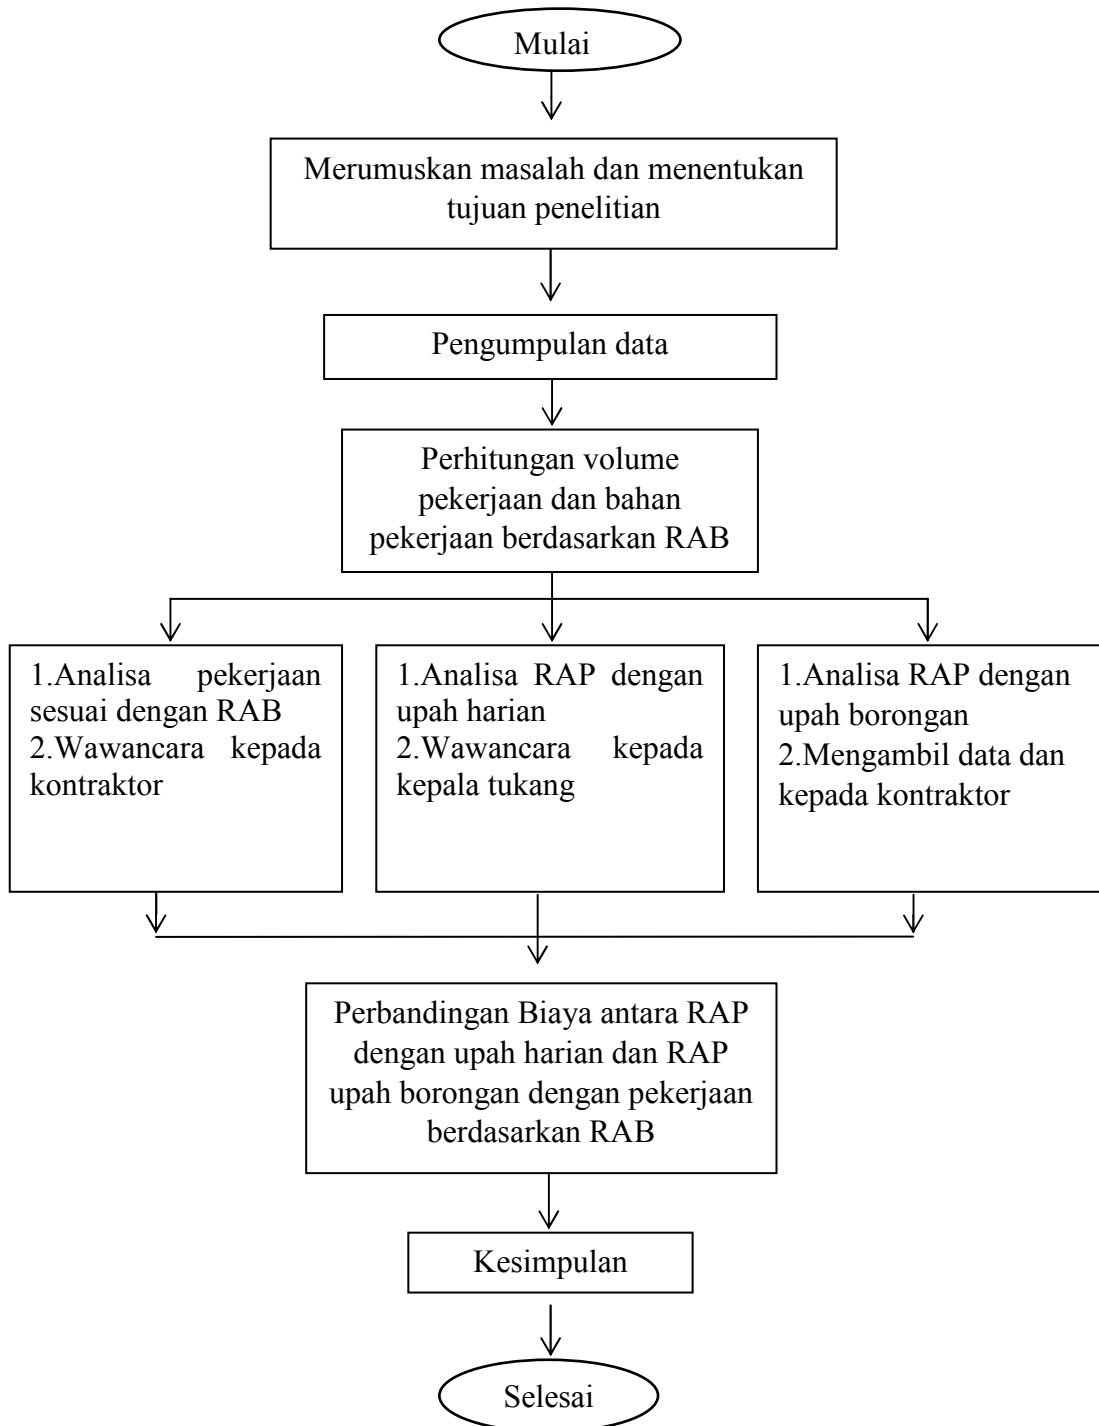 Mulai
Merumuskan masalah dan menentukan
tujuan penelitian
Pengumpulan data
Perhitungan volume
pekerjaan dan bahan
pekerjaan berdasarkan RAB
1.Analisa pekerjaan
sesuai dengan RAB
2.Wawancara kepada
kontraktor
1.Analisa RAP dengan
upah harian
2.Wawancara kepada
kepala tukang
1.Analisa RAP dengan
upah borongan
2.Mengambil data dan
kepada kontraktor
Perbandingan Biaya antara RAP
dengan upah harian dan RAP
upah borongan dengan pekerjaan
berdasarkan RAB
Kesimpulan
Selesai